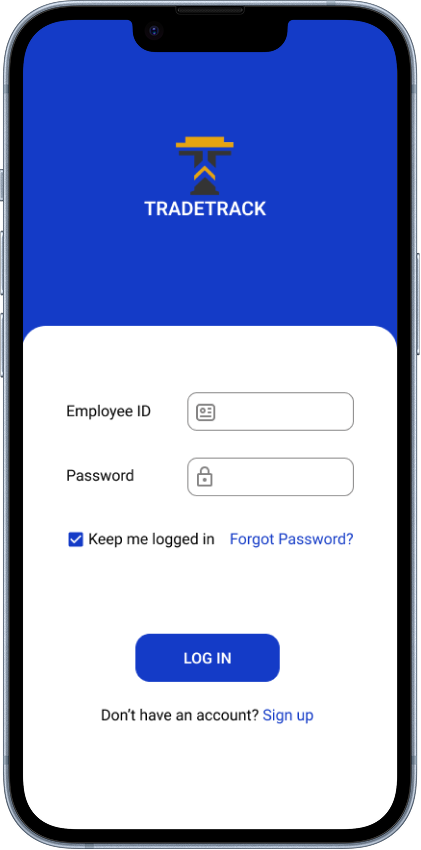 TRADETRACK
Employee ID
Password
Keep me logged in Forgot Password?
LOG IN
Don’t have an account? Sign up